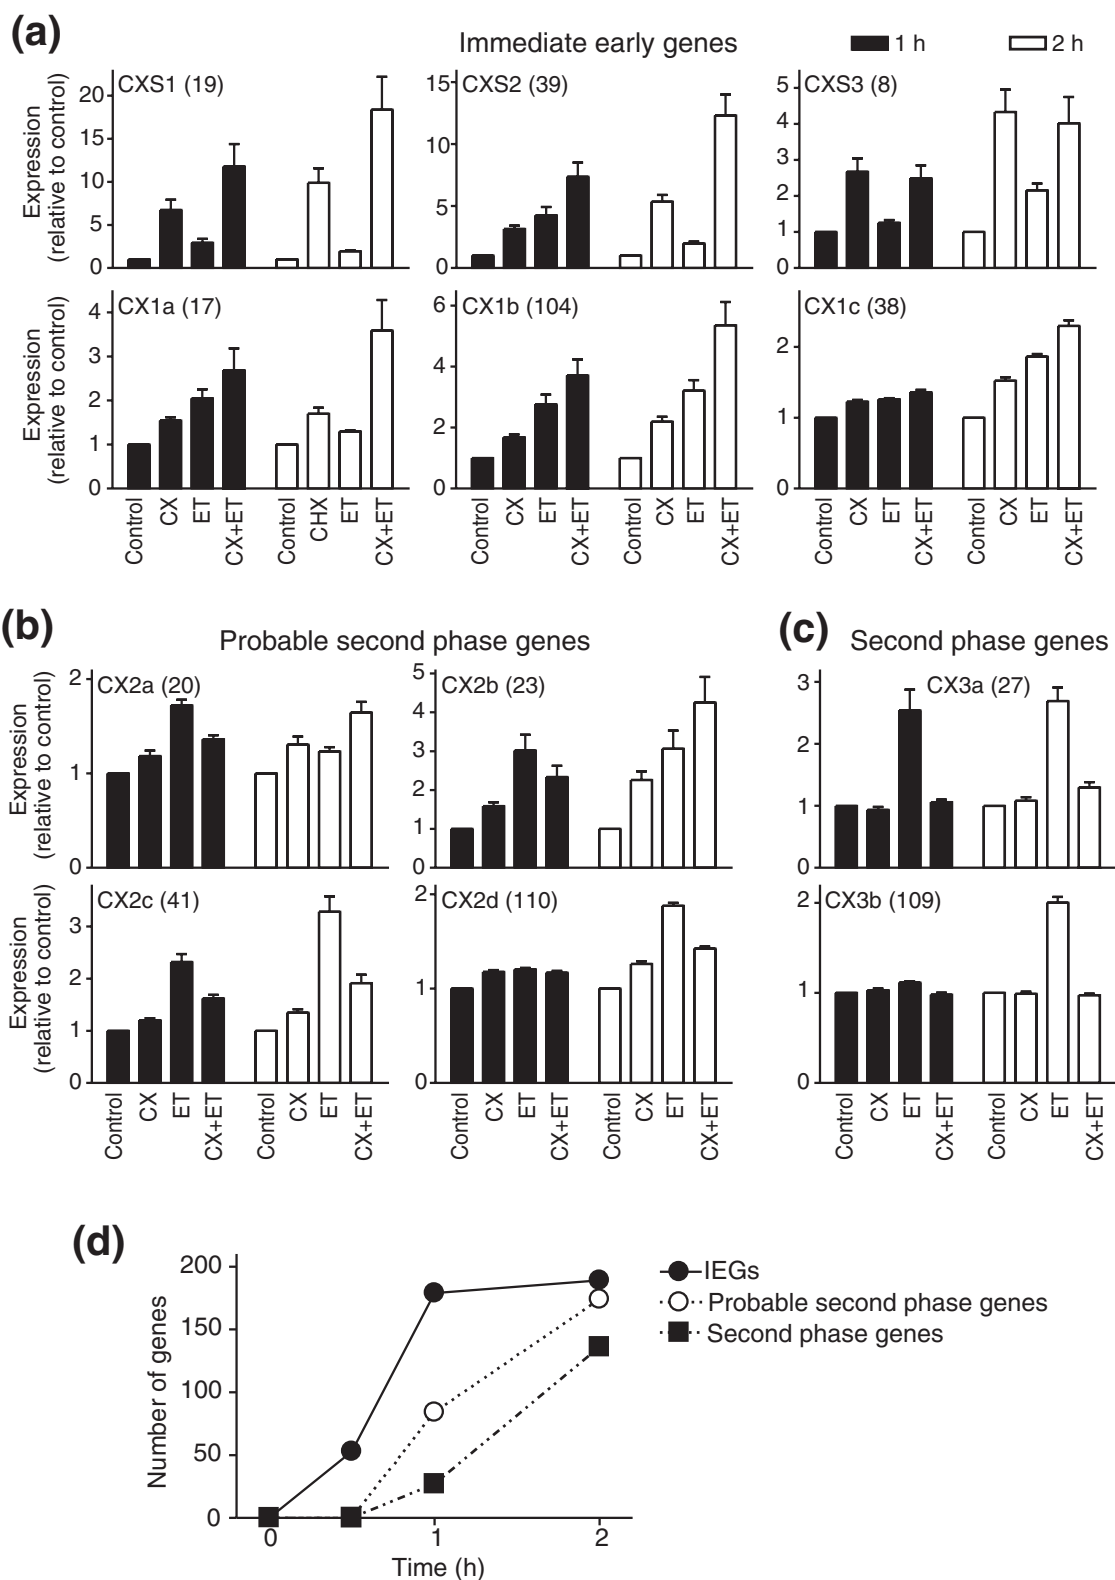 (a)
Immediate early genes
1 h
2 h
Expression
(relative to control)
CXS1 (19)
20
15
10
5
0
CXS2 (39)
15
10
5
0
CXS3 (8)
5
4
3
2
1
0
Expression
(relative to control)
CX1a (17)
4
3
2
1
0
Control
CX
ET
CX+ET
Control
CHX
ET
CX+ET
CX1b (104)
6
4
2
0
Control
CX
ET
CX+ET
Control
CX
ET
CX+ET
CX1c (38)
2
1
0
Control
CX
ET
CX+ET
Control
CX
ET
CX+ET
(b)
Probable second phase genes
Expression
(relative to control)
CX2a (20)
2
1
0
CX2b (23)
5
4
3
2
1
0
Expression
(relative to control)
CX2c (41)
3
2
1
0
Control
CX
ET
CX+ET
Control
CX
ET
CX+ET
CX2d (110)
2
1
0
Control
CX
ET
CX+ET
Control
CX
ET
CX+ET
(c)
Second phase genes
CX3a (27)
3
2
1
0
CX3b (109)
2
1
0
Control
CX
ET
CX+ET
Control
CX
ET
CX+ET
(d)
Number of genes
200
150
100
50
0
0
1
2
Time (h)
IEGs
Probable second phase genes
Second phase genes